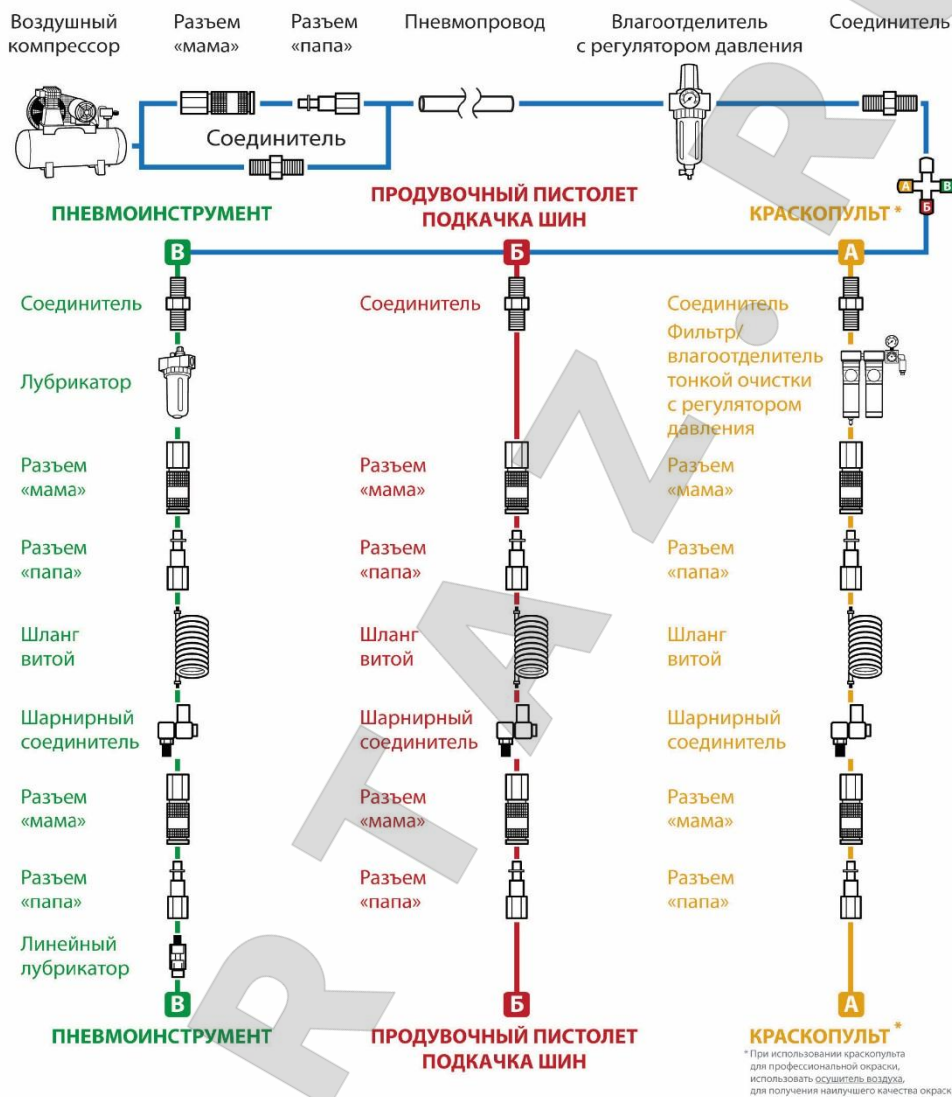 Воздушный
компрессор
Разъем
«мама»
Разъем
«папа»
Пневмопровод
Влагоотделитель
с регулятором давления
Соединитель
Соединитель
А
В
Б
ПНЕВМОИНСТРУМЕНТ
ПРОДУВОЧНЫЙ ПИСТОЛЕТ
ПОДКАЧКА ШИН
КРАСКОПУЛЬТ *
В
Б
А
Соединитель
Лубрикатор
Разъем
«мама»
Разъем
«папа»
Шланг
витой
Шарнирный
соединитель
Разъем
«мама»
Разъем
«папа»
Линейный
лубрикатор
В
ПНЕВМОИНСТРУМЕНТ
Соединитель
Разъем
«мама»
Разъем
«папа»
Шланг
витой
Шарнирный
соединитель
Разъем
«мама»
Разъем
«папа»
Б
ПРОДУВОЧНЫЙ ПИСТОЛЕТ
ПОДКАЧКА ШИН
Соединитель
Фильтр/
влагоотделитель
тонкой очистки
с регулятором
давления
Разъем
«мама»
Разъем
«папа»
Шланг
витой
Шарнирный
соединитель
Разъем
«мама»
Разъем
«папа»
А
КРАСКОПУЛЬТ *
* При использовании краскопульта
для профессиональной окраски,
использовать осушитель воздуха,
для получения наилучшего качества окраск
RTAZ.R